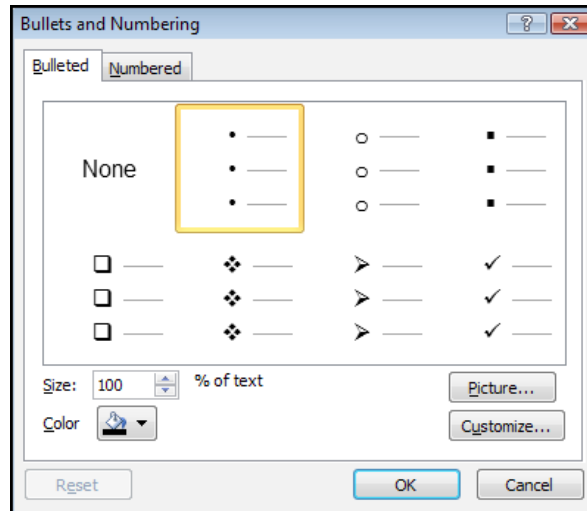 Bullets and Numbering
Bulleted Numbered
None
Size: 100 % of text
Picture...
Color
Customize...
Reset OK Cancel